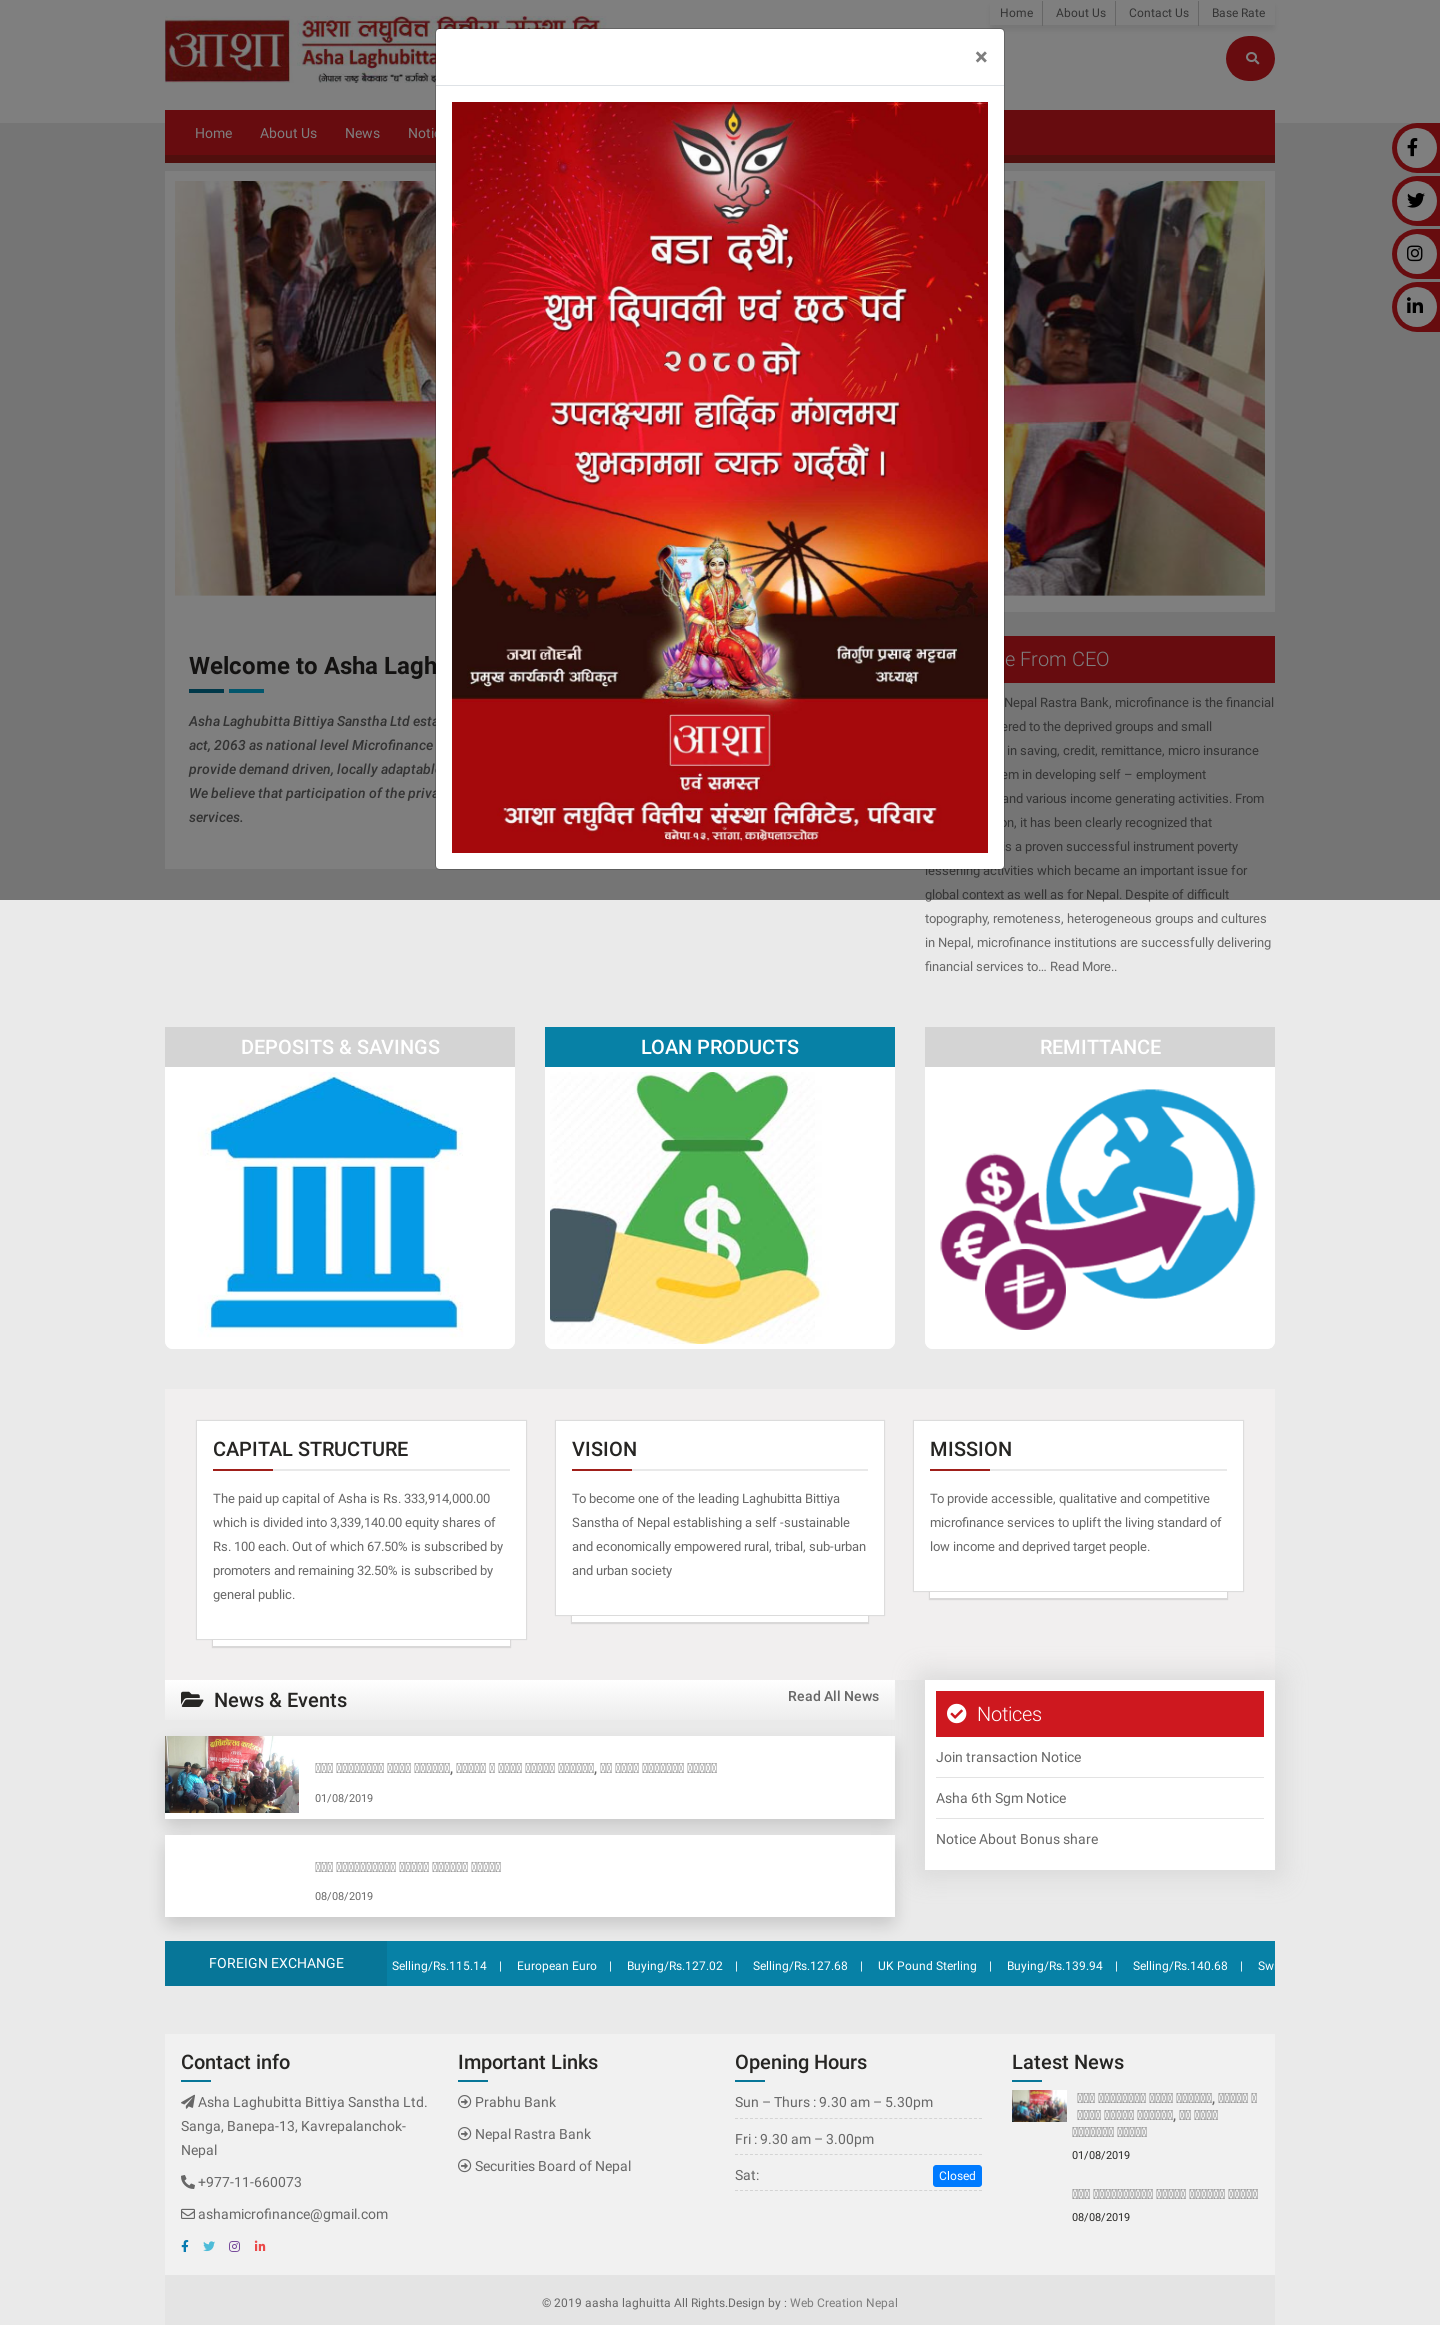 Home
About Us
Contact Us
Base Rate
आशा
आशा लघुवित्त वित्तीय संस्था लि
Asha Laghubitta
Home
About Us
News
×
बडा दशैं,
शुभ दिपावली एवं छठ पर्व
२०८० को
उपलक्ष्यमा हार्दिक मंगलमय
शुभकामना व्यक्त गर्दछौं ।
जया लोहनी
प्रमुख कार्यकारी अधिकृत
निर्गुण प्रसाद भट्टचन
अध्यक्ष
आशा
एवं समस्त
आशा लघुवित्त वित्तीय संस्था लिमिटेड, परिवार
बनेपा-१३, साँगा, काभ्रेपलाञ्चोक
Welcome to Asha Lagh
Asha Laghubitta Bittiya Sanstha Ltd
act, 2063 as national level Microfinance
provide demand driven, locally
We believe that participation of the
services.
From CEO
Nepal Rastra Bank, microfinance is the financial
to the deprived groups and small
in saving, credit, remittance, micro insurance
in developing self – employment
and various income generating activities. From
it has been clearly recognized that
a proven successful instrument poverty
lessening activities which became an important issue for
global context as well as for Nepal. Despite of difficult
topography, remoteness, heterogeneous groups and cultures
in Nepal, microfinance institutions are successfully delivering
financial services to... Read More..
DEPOSITS & SAVINGS
LOAN PRODUCTS
REMITTANCE
CAPITAL STRUCTURE
The paid up capital of Asha is Rs. 333,914,000.00
which is divided into 3,339,140.00 equity shares of
Rs. 100 each. Out of which 67.50% is subscribed by
promoters and remaining 32.50% is subscribed by
general public.
VISION
To become one of the leading Laghubitta Bittiya
Sanstha of Nepal establishing a self -sustainable
and economically empowered rural, tribal, sub-urban
and urban society
MISSION
To provide accessible, qualitative and competitive
microfinance services to uplift the living standard of
low income and deprived target people.
News & Events
Read All News
01/08/2019
08/08/2019
Notices
Join transaction Notice
Asha 6th Sgm Notice
Notice About Bonus share
FOREIGN EXCHANGE
Selling/Rs.115.14 | European Euro | Buying/Rs.127.02 | Selling/Rs.127.68 | UK Pound Sterling | Buying/Rs.139.94 | Selling/Rs.140.68 | Sw
Contact info
Asha Laghubitta Bittiya Sanstha Ltd.
Sanga, Banepa-13, Kavrepalanchok-
Nepal
+977-11-660073
ashamicrofinance@gmail.com
Important Links
Prabhu Bank
Nepal Rastra Bank
Securities Board of Nepal
Opening Hours
Sun – Thurs : 9.30 am – 5.30pm
Fri : 9.30 am – 3.00pm
Sat: Closed
Latest News
01/08/2019
08/08/2019
© 2019 aasha laghuitta All Rights.Design by : Web Creation Nepal